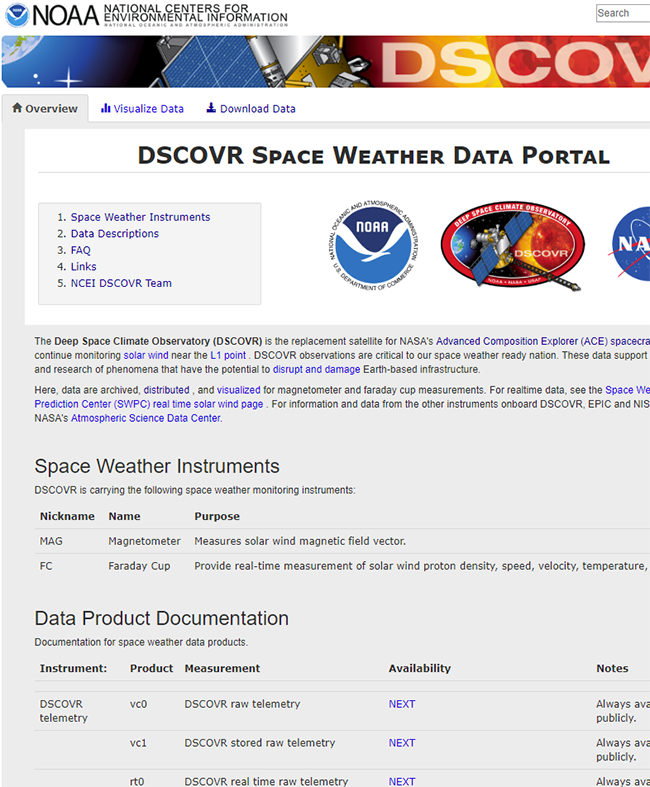 NOAA NATIONAL CENTERS FOR
ENVIRONMENTAL INFORMATION
NATIONAL OCEANIC AND ATMOSPHERIC ADMINISTRATION
Search
DSCOV
Overview Visualize Data Download Data
DSCOVR SPACE WEATHER DATA PORTAL
1. Space Weather Instruments
2. Data Descriptions
3. FAQ
4. Links
5. NCEI DSCOVR Team
NATIONAL OCEANIC AND ATMOSPHERIC ADMINISTRATION
NOAA
U.S. DEPARTMENT OF COMMERCE
DEEP SPACE CLIMATE OBSERVATORY
DSCOVR
NOAA • NASA • USAF
NA
The Deep Space Climate Observatory (DSCOVR) is the replacement satellite for NASA's Advanced Composition Explorer (ACE) spacecra
continue monitoring solar wind near the L1 point . DSCOVR observations are critical to our space weather ready nation. These data support
and research of phenomena that have the potential to disrupt and damage Earth-based infrastructure.
Here, data are archived, distributed , and visualized for magnetometer and faraday cup measurements. For realtime data, see the Space We
Prediction Center (SWPC) real time solar wind page . For information and data from the other instruments onboard DSCOVR, EPIC and NIS
NASA's Atmospheric Science Data Center.
Space Weather Instruments
DSCOVR is carrying the following space weather monitoring instruments:
Nickname Name Purpose
MAG Magnetometer Measures solar wind magnetic field vector.
FC Faraday Cup Provide real-time measurement of solar wind proton density, speed, velocity, temperature,
Data Product Documentation
Documentation for space weather data products.
Instrument: Product Measurement Availability Notes
DSCOVR vc0 DSCOVR raw telemetry NEXT Always ava
telemetry publicly.
vc1 DSCOVR stored raw telemetry NEXT Always ava
publicly.
rt0 DSCOVR real time raw telemetry NEXT Always ava